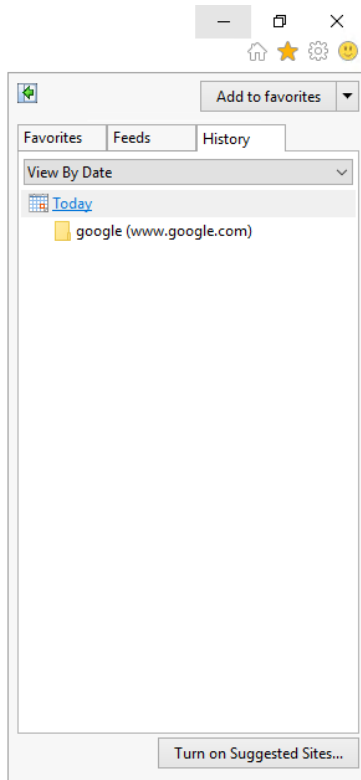 Add to favorites
Favorites Feeds History
View By Date
Today
google (www.google.com)
Turn on Suggested Sites...